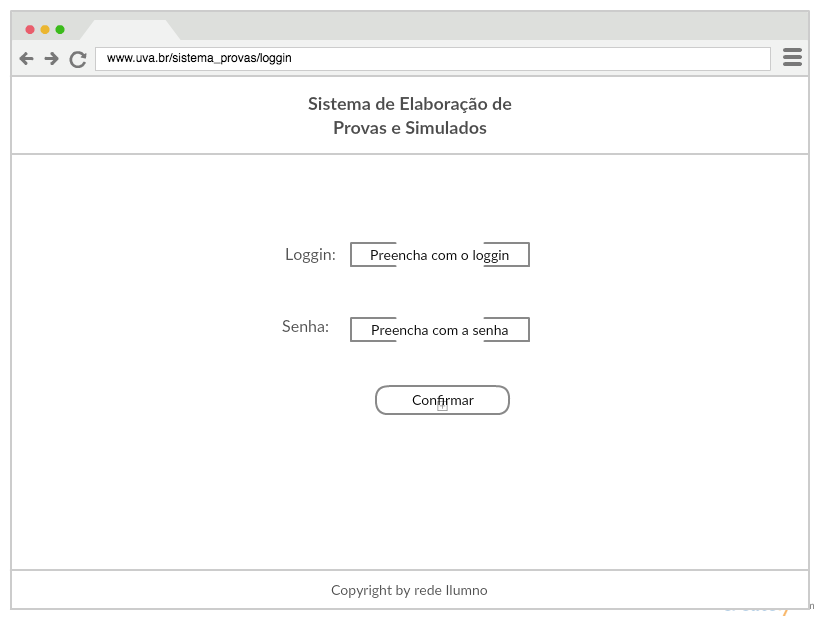 www.uva.br/sistema_provas/loggin
Sistema de Elaboração de
Provas e Simulados
Loggin: Preencha com o loggin
Senha: Preencha com a senha
Confirmar
Copyright by rede Ilumno